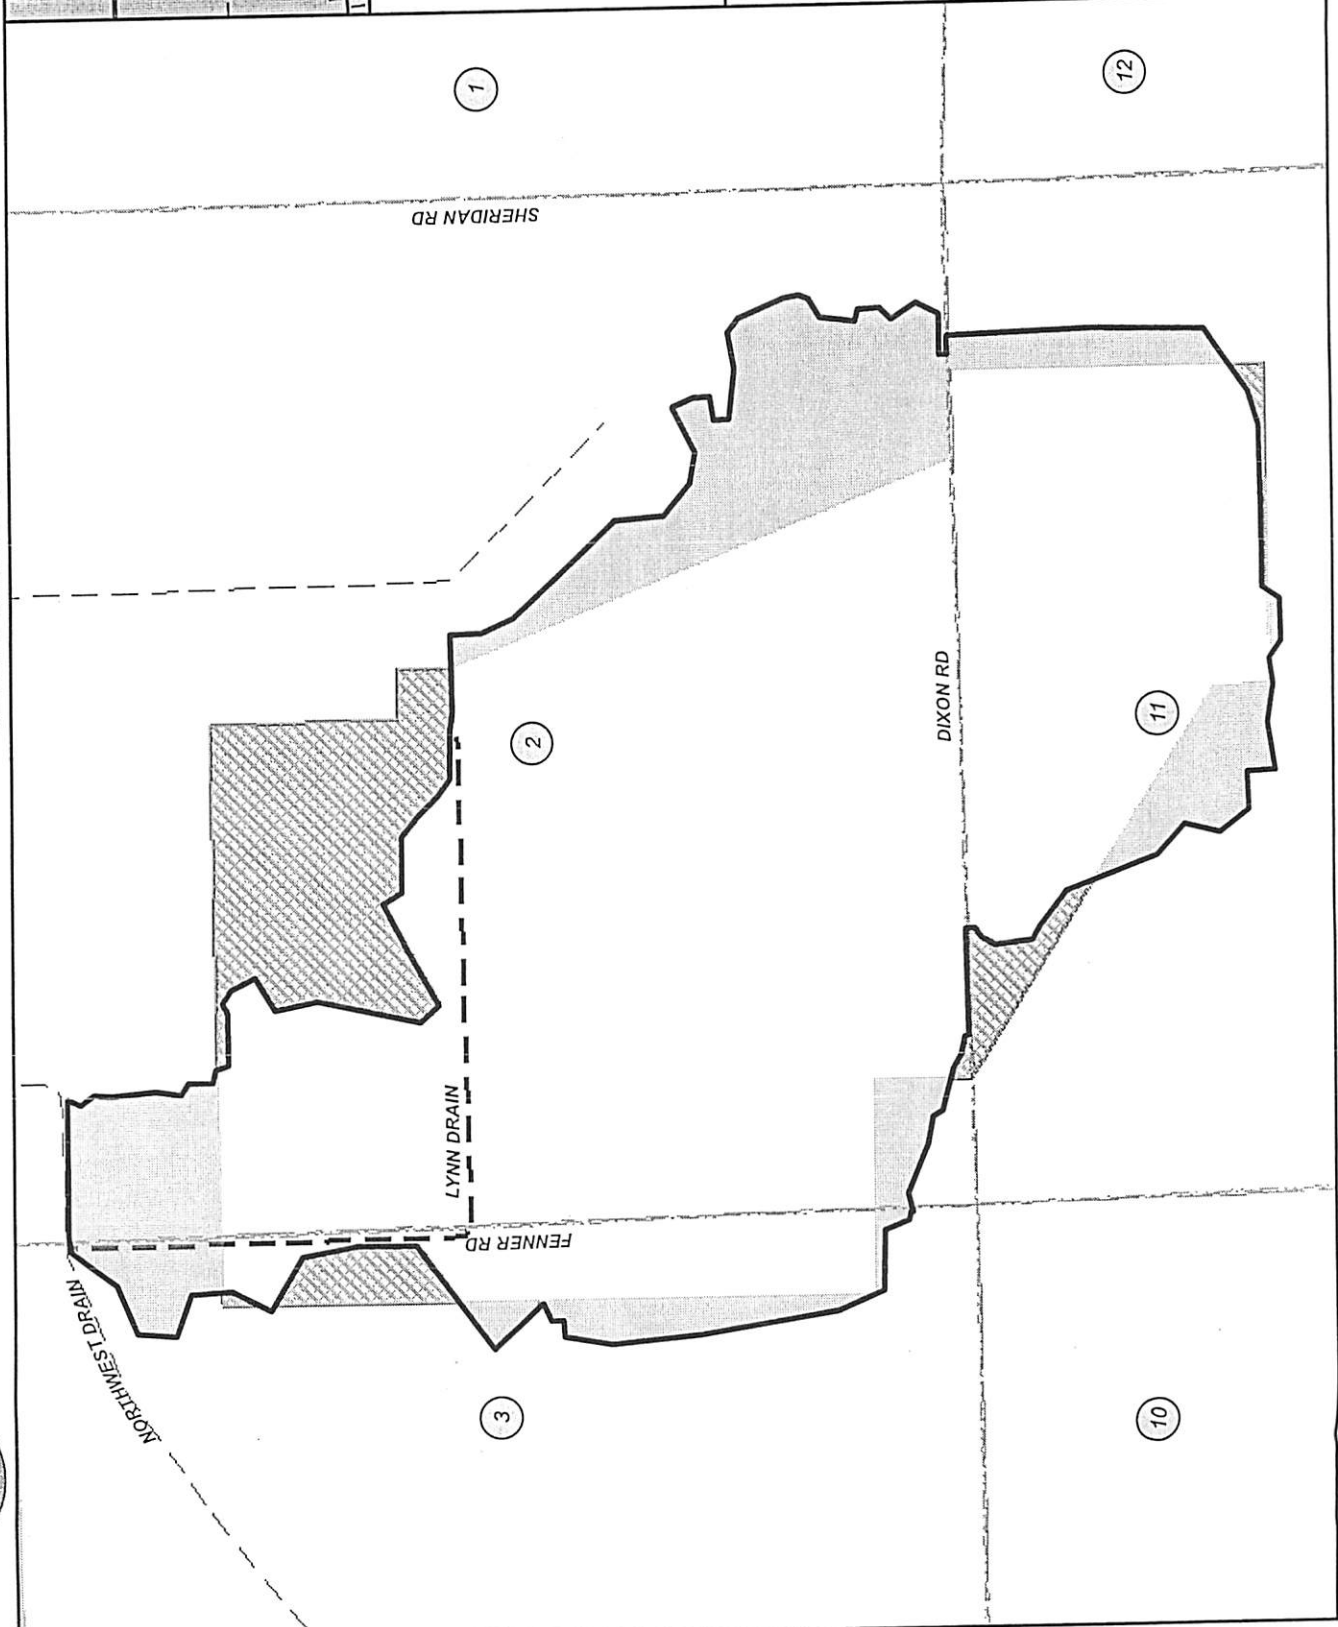 1
12
SHERIDAN RD
2
DIXON RD
11
LYNN DRAIN
FENNER RD
NORTHWEST DRAIN
3
10